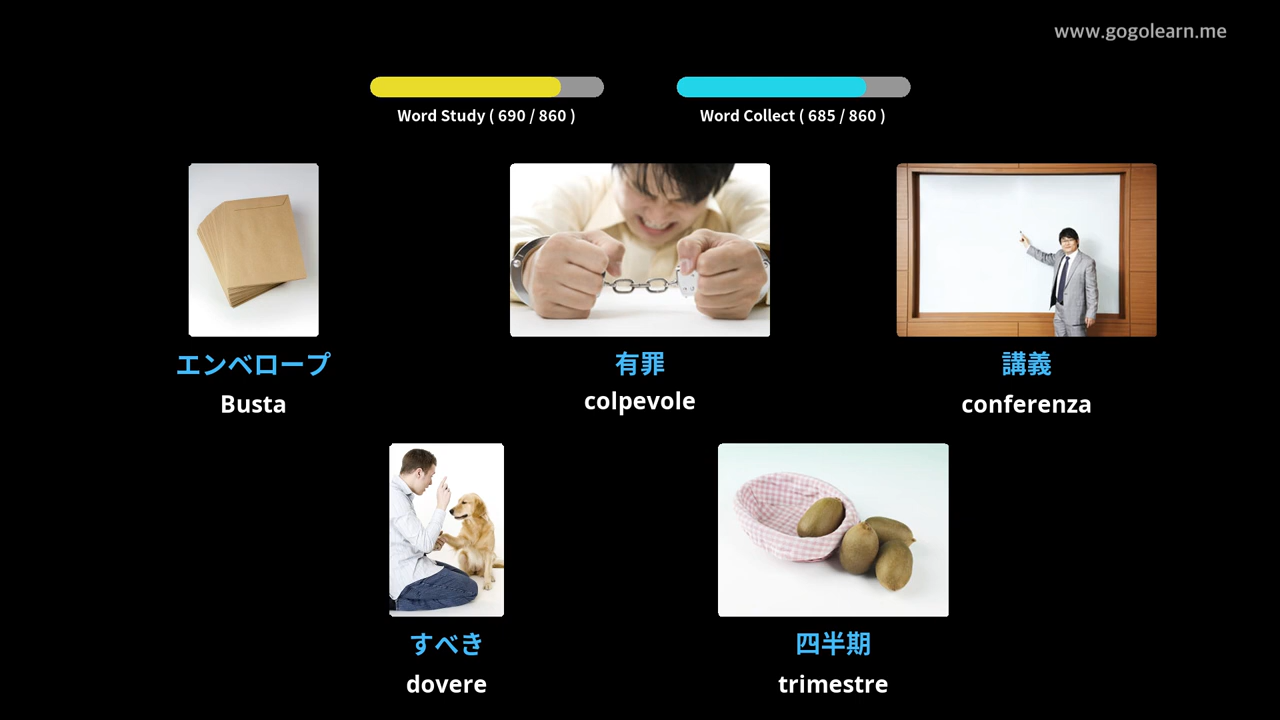 www.gogolearn.me
Word Study ( 690 / 860 )
Word Collect ( 685 / 860 )
エンベロープ
Busta
有罪
colpevole
講義
conferenza
すべき
dovere
四半期
trimestre